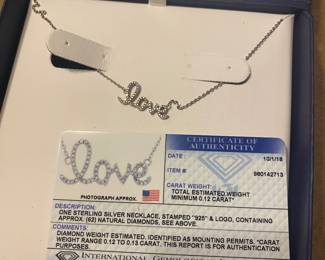 love
love
CERTIFICATE OF
AUTHENTICITY
DATE: 10/1/18
980142713
PHOTOGRAPH APPROX.
CARAT WEIGHT:
TOTAL ESTIMATED WEIGHT
MINIMUM 0.12 CARAT*
DESCRIPTION:
ONE STERLING SILVER NECKLACE, STAMPED "925" & LOGO, CONTAINING
APPROX. (62) NATURAL DIAMONDS, SEE ABOVE.
COMMENTS:
DIAMOND WEIGHT ESTIMATED. IDENTIFIED AS MOUNTING PERMITS. *CARAT
WEIGHT RANGE 0.12 TO 0.13 CARAT. THIS REPORT IS FOR AUTHENTICATION
PURPOSES.
INTERNATIONAL